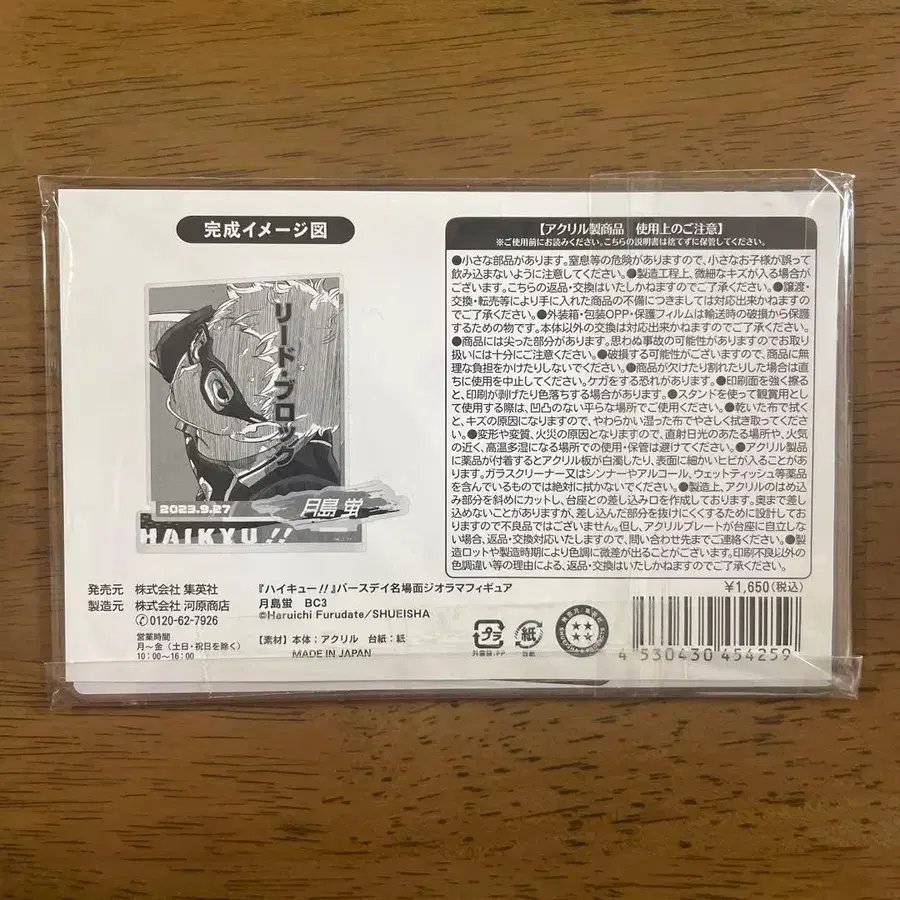 完成イメージ図
リード・ブロック
2023.9.27
月島 蛍
HAIKYU!!
【アクリル製商品　使用上のご注意】
※ご使用前にお読みください。こちらの説明書は捨てずに保管してください。
●小さな部品があります。窒息等の危険がありますので、小さなお子様が誤って
飲み込まないように注意してください。●製造工程上、微細なキズが入る場合が
ございます。こちらの返品・交換はいたしかねますのでご了承ください。●譲渡・
交換・転売等により手に入れた商品の不備につきましては対応出来かねますので
ご了承ください。●外装箱・包装OPP・保護フィルムは輸送時の破損から保護
するための物です。本体以外の交換は対応出来かねますのでご了承ください。
●商品には尖った部分があります。思わぬ事故の可能性がありますのでお取り
扱いには十分にご注意ください。●破損する可能性がございますので、商品に無
理な負担をかけたりしないでください。●商品が欠けたり割れたりした場合は直
ちに使用を中止してください。ケガをする恐れがあります。●印刷面を強く擦る
と、印刷が剥げたり色落ちする場合があります。●スタンドを使って観賞用とし
て使用する際は、凹凸のない平らな場所でご使用ください。●乾いた布で拭く
と、キズの原因になりますので、やわらかい湿った布でやさしく拭き取ってくださ
い。●変形や変質、火災の原因となりますので、直射日光のあたる場所や、火気
の近く、高温多湿になる場所での使用・保管は避けてください。●アクリル製品
に薬品が付着するとアクリル板が白濁したり、表面に細かいヒビが入ることがあ
ります。ガラスクリーナー又はシンナーやアルコール、ウェットティッシュ等薬品
を含んでいるものでは絶対に拭かないでください。●製造上、アクリルのはめ込
み部分を斜めにカットし、台座との差し込み口を作成しております。奥まで差し込
めないことがありますが、差し込んだ部分を抜けにくくするために設計して
おりますので不良品ではございません。但し、アクリルプレートが台座に自立しな
い場合、返品・交換対応いたしますので、問い合わせ先までご連絡ください。●製
造ロットや製造時期により色調に微差が出ることがございます。印刷不良以外の
色調違い等の理由による、返品・交換は致しかねますのでご了承ください。
発売元　株式会社 集英社
製造元　株式会社 河原商店
0120-62-7926
営業時間
月～金（土日・祝日を除く）
10:00～16:00
『ハイキュー!!』バースデイ名場面ジオラマフィギュア
月島蛍　BC3
©Haruichi Furudate/SHUEISHA
【素材】本体：アクリル　台紙：紙
MADE IN JAPAN
プラ
外装袋:PP
紙
台紙
¥1,650(税込)
4 530430 454259